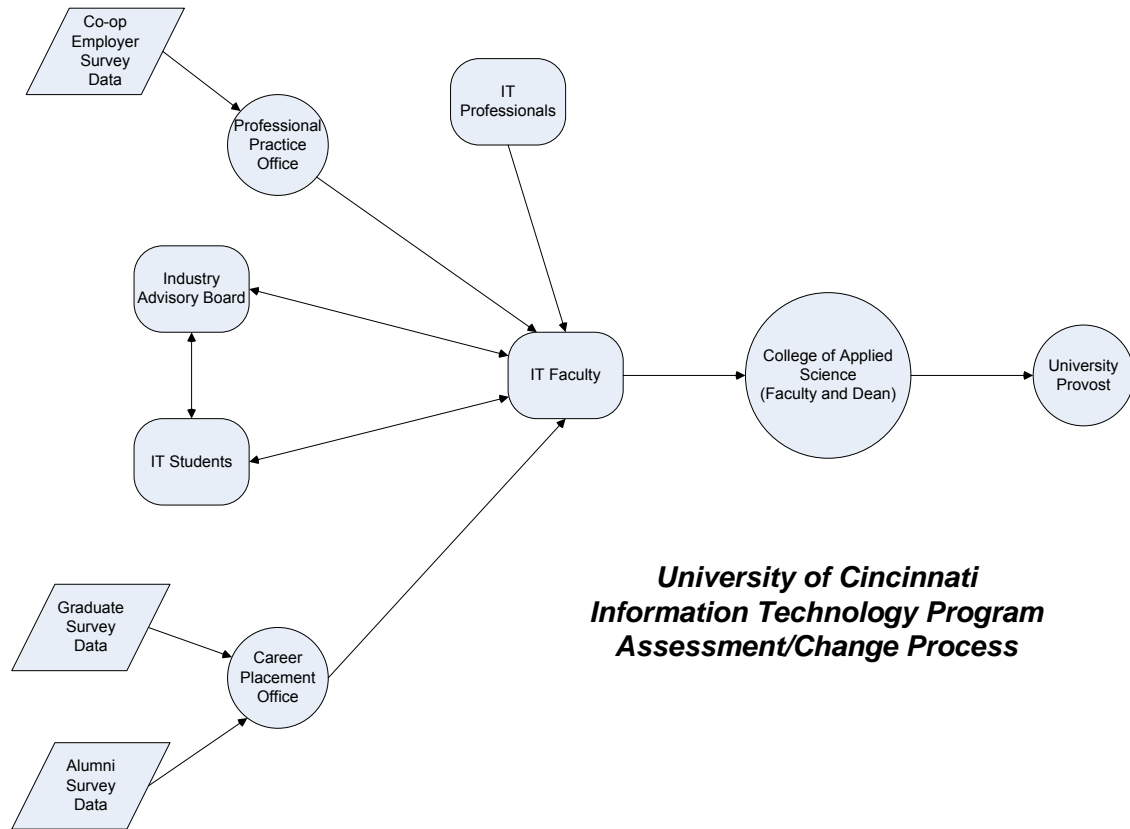 Co-op
Employer
Survey
Data
Professional
Practice
Office
IT
Professionals
Industry
Advisory Board
IT Students
IT Faculty
College of Applied
Science
(Faculty and Dean)
University
Provost
Graduate
Survey
Data
Career
Placement
Office
Alumni
Survey
Data
University of Cincinnati
Information Technology Program
Assessment/Change Process